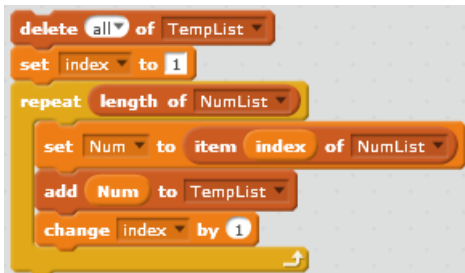 delete all of TempList
set index to 1
repeat length of NumList
set Num to item index of NumList
add Num to TempList
change index by 1